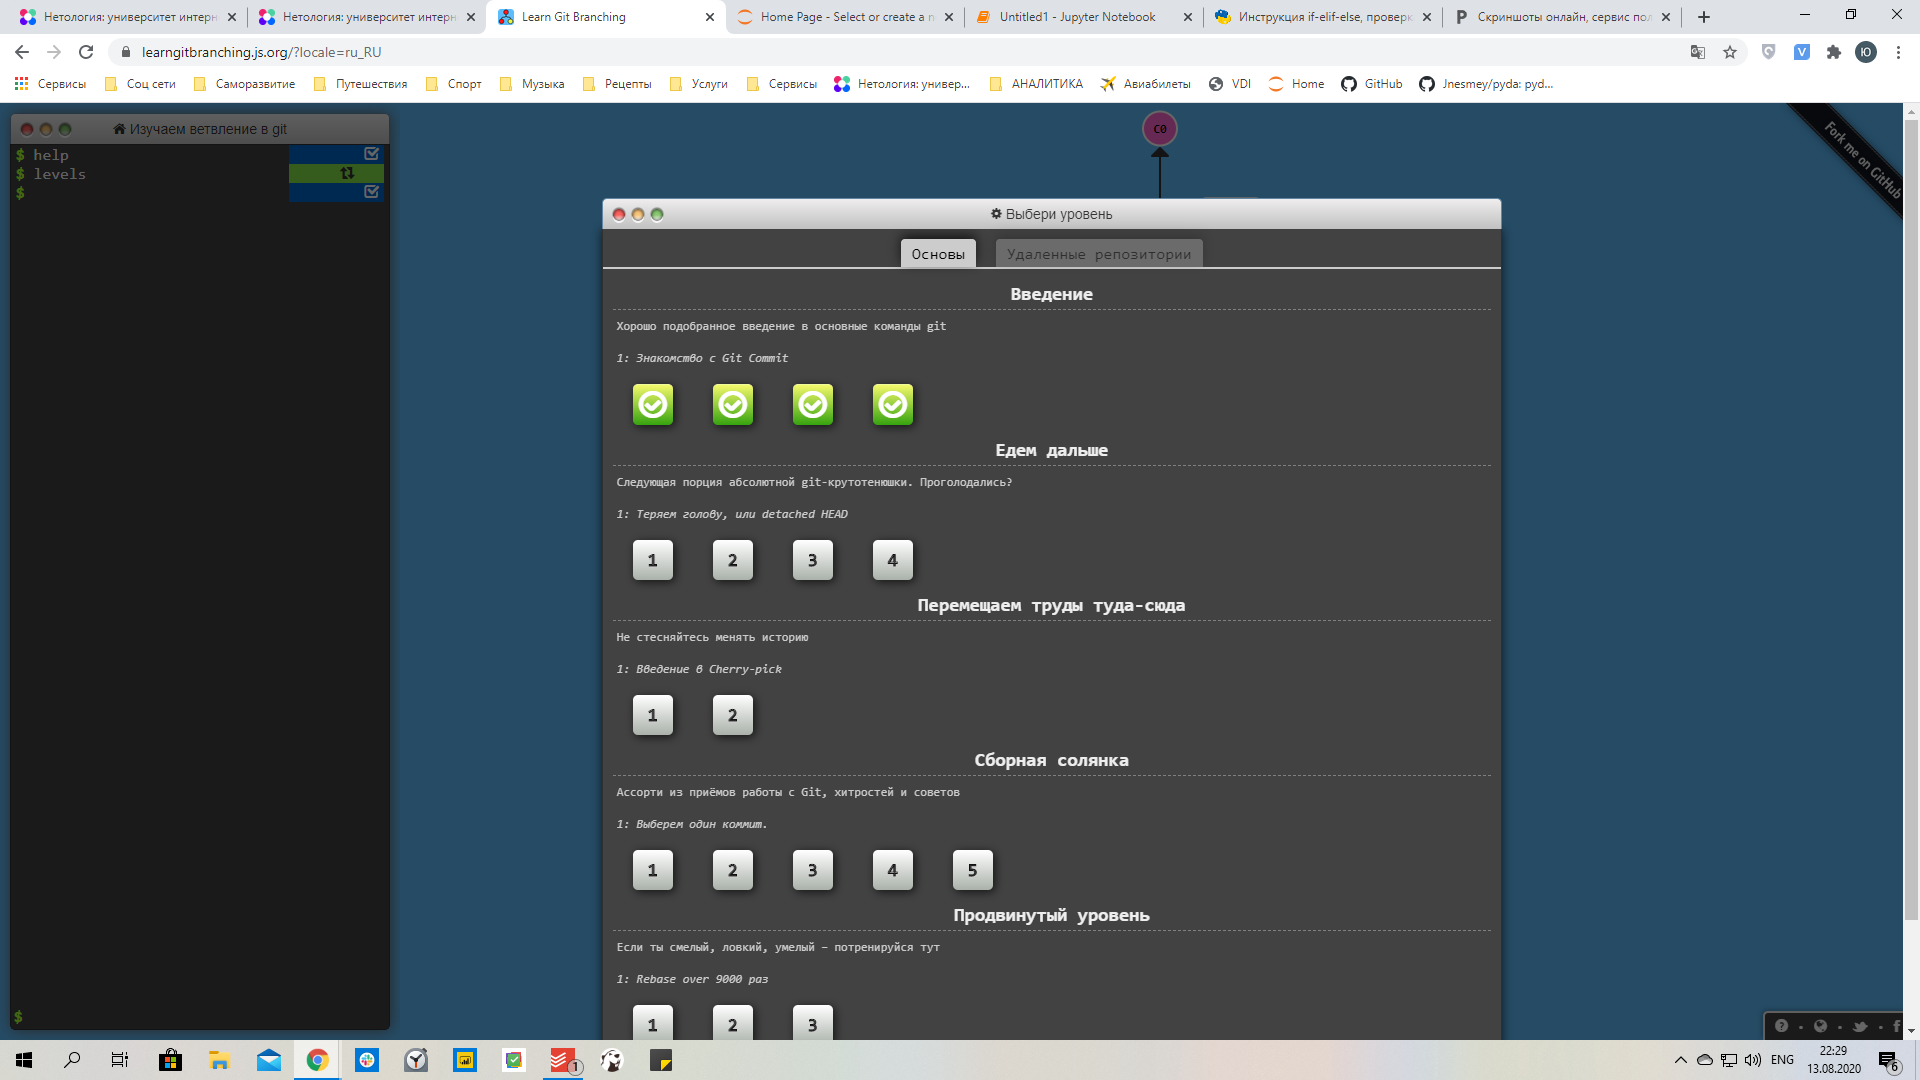 Нетология: университет интерн
Нетология: университет интерн
Learn Git Branching
Home Page - Select or create a n
Untitled1 - Jupyter Notebook
Инструкция if-elif-else, проверк
Скриншоты онлайн, сервис пол
learngitbranching.js.org/?locale=ru_RU
Ю
Сервисы
Соц сети
Саморазвитие
Путешествия
Спорт
Музыка
Рецепты
Услуги
Сервисы
Нетология: универ...
АНАЛИТИКА
Авиабилеты
VDI
Home
GitHub
Jnesmey/pyda: pyd...
Изучаем ветвление в git
$ help
$ levels
$
$
C0
Fork me on GitHub
Выбери уровень
Основы
Удаленные репозитории
Введение
Хорошо подобранное введение в основные команды git
1: Знакомство с Git Commit
Едем дальше
Следующая порция абсолютной git-крутотенюшки. Проголодались?
1: Теряем голову, или detached HEAD
1 2 3 4
Перемещаем труды туда-сюда
Не стесняйтесь менять историю
1: Введение в Cherry-pick
1 2
Сборная солянка
Ассорти из приёмов работы с Git, хитростей и советов
1: Выберем один коммит.
1 2 3 4 5
Продвинутый уровень
Если ты смелый, ловкий, умелый – потренируйся тут
1: Rebase over 9000 раз
1 2 3
1
ENG
22:29
13.08.2020
6